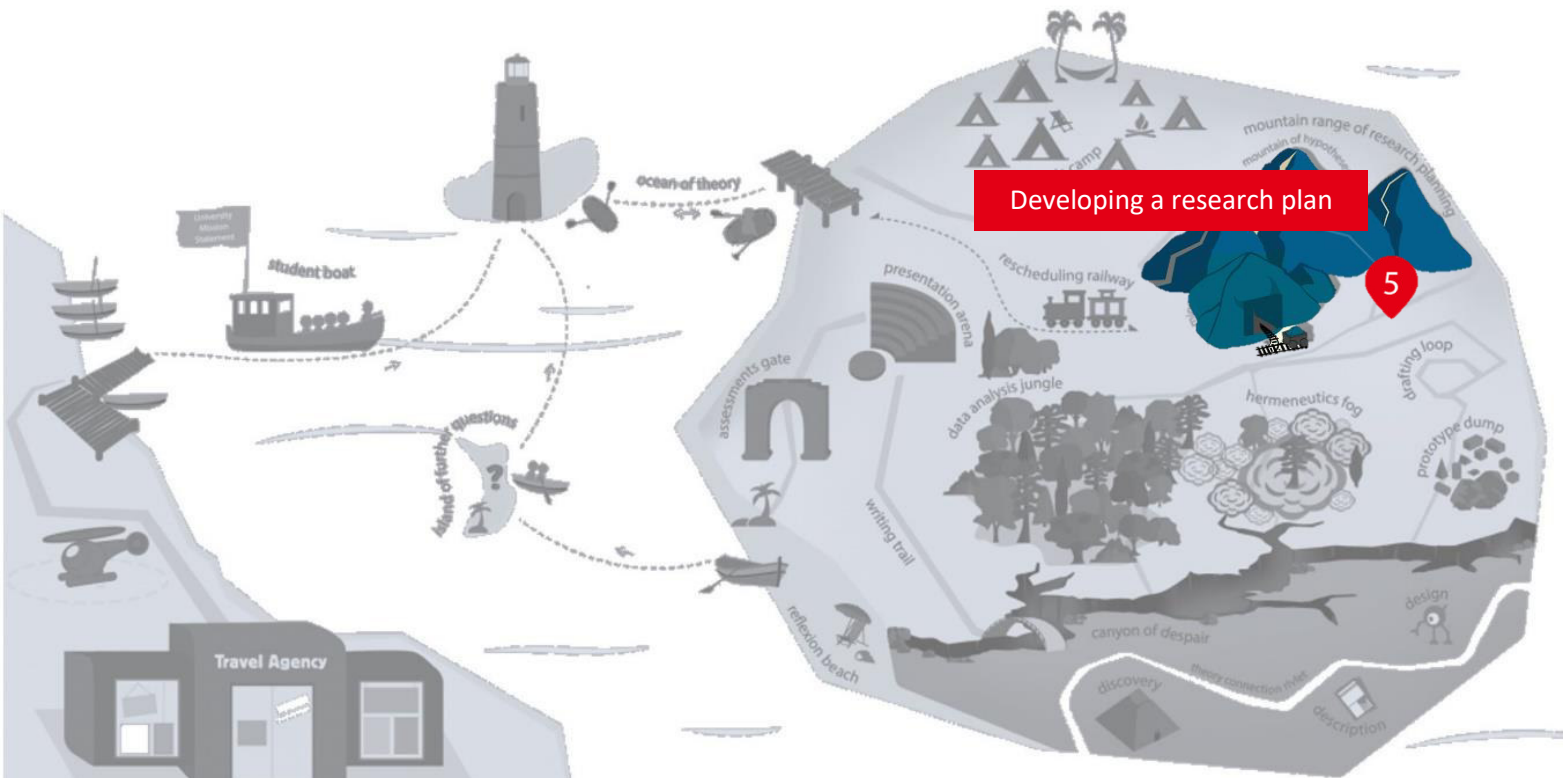 University
Mission
Statement
student boat
ocean of theory
camp
mountain range of research planning
mountain of hypothese
Developing a research plan
5
rescheduling railway
presentation arena
assessments gate
data analysis jungle
hermeneutics fog
drafting loop
prototype dump
island of further questions
?
writing trail
reflexion beach
canyon of despair
design
theory connection rivlet
discovery
description
Travel Agency